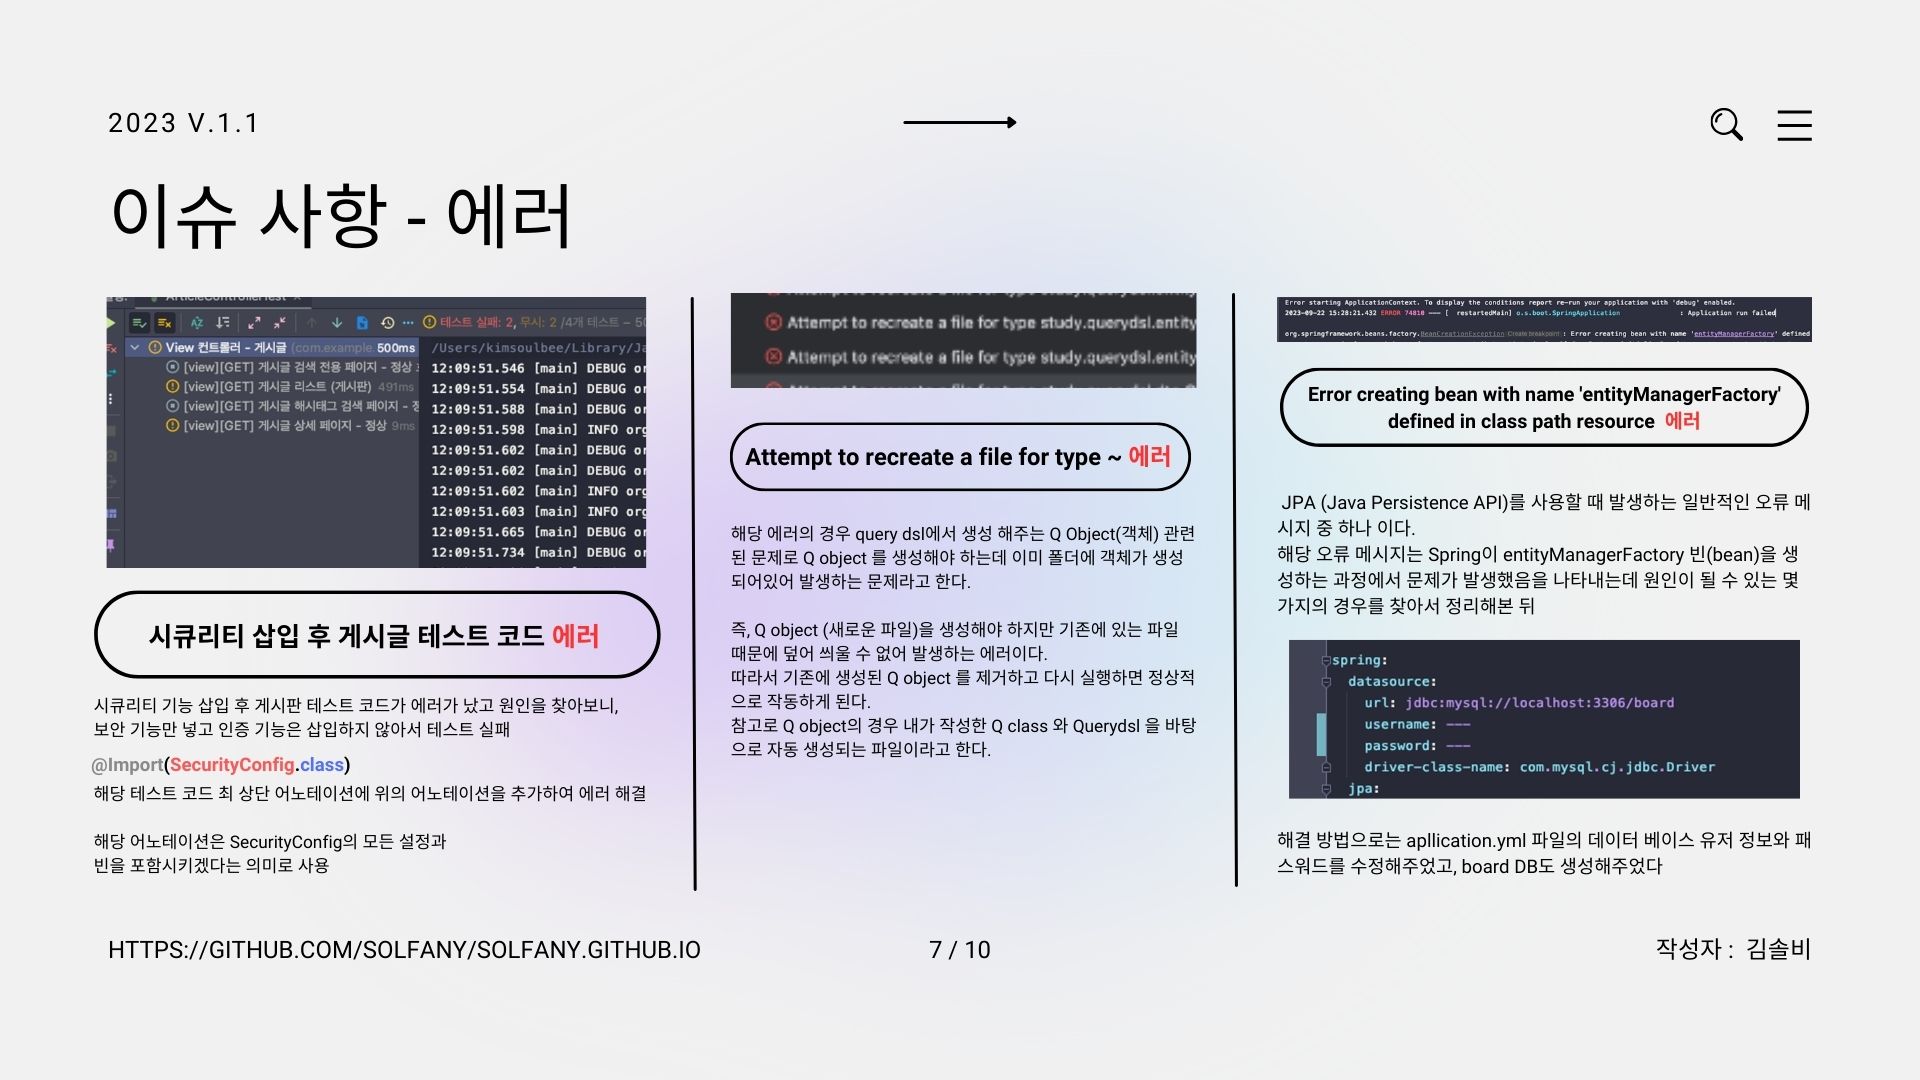 2023 V.1.1
이슈 사항 - 에러
ArticleControllerTest
테스트 실패: 2, 무시: 2 /4개 테스트 – 50
View 컨트롤러 - 게시글 (com.example. 500ms
[view][GET] 게시글 검색 전용 페이지 - 정상
[view][GET] 게시글 리스트 (게시판) 491ms
[view][GET] 게시글 해시태그 검색 페이지 - 정
[view][GET] 게시글 상세 페이지 - 정상 9ms
/Users/kimsoulbee/Library/Ja
12:09:51.546 [main] DEBUG or
12:09:51.554 [main] DEBUG or
12:09:51.588 [main] DEBUG or
12:09:51.598 [main] INFO org
12:09:51.602 [main] DEBUG or
12:09:51.602 [main] DEBUG or
12:09:51.602 [main] INFO org
12:09:51.603 [main] INFO org
12:09:51.665 [main] DEBUG or
12:09:51.734 [main] DEBUG or
시큐리티 삽입 후 게시글 테스트 코드 에러
시큐리티 기능 삽입 후 게시판 테스트 코드가 에러가 났고 원인을 찾아보니,
보안 기능만 넣고 인증 기능은 삽입하지 않아서 테스트 실패
@Import(SecurityConfig.class)
해당 테스트 코드 최 상단 어노테이션에 위의 어노테이션을 추가하여 에러 해결
해당 어노테이션은 SecurityConfig의 모든 설정과
빈을 포함시키겠다는 의미로 사용
Attempt to recreate a file for type study.querydsl.entity
Attempt to recreate a file for type study.querydsl.entity
Attempt to recreate a file for type ~ 에러
해당 에러의 경우 query dsl에서 생성 해주는 Q Object(객체) 관련
된 문제로 Q object 를 생성해야 하는데 이미 폴더에 객체가 생성
되어있어 발생하는 문제라고 한다.
즉, Q object (새로운 파일)을 생성해야 하지만 기존에 있는 파일
때문에 덮어 씌울 수 없어 발생하는 에러이다.
따라서 기존에 생성된 Q object 를 제거하고 다시 실행하면 정상적
으로 작동하게 된다.
참고로 Q object의 경우 내가 작성한 Q class 와 Querydsl 을 바탕
으로 자동 생성되는 파일이라고 한다.
Error starting ApplicationContext. To display the conditions report re-run your application with 'debug' enabled.
2023-09-22 15:28:21.432 ERROR 74810 --- [  restartedMain] o.s.boot.SpringApplication : Application run failed
org.springframework.beans.factory.BeanCreationException Create breakpoint : Error creating bean with name 'entityManagerFactory' defined
Error creating bean with name 'entityManagerFactory'
defined in class path resource 에러
JPA (Java Persistence API)를 사용할 때 발생하는 일반적인 오류 메
시지 중 하나 이다.
해당 오류 메시지는 Spring이 entityManagerFactory 빈(bean)을 생
성하는 과정에서 문제가 발생했음을 나타내는데 원인이 될 수 있는 몇
가지의 경우를 찾아서 정리해본 뒤
spring:
datasource:
url: jdbc:mysql://localhost:3306/board
username: ---
password: ---
driver-class-name: com.mysql.cj.jdbc.Driver
jpa:
해결 방법으로는 apllication.yml 파일의 데이터 베이스 유저 정보와 패
스워드를 수정해주었고, board DB도 생성해주었다
HTTPS://GITHUB.COM/SOLFANY/SOLFANY.GITHUB.IO
7 / 10
작성자 : 김솔비